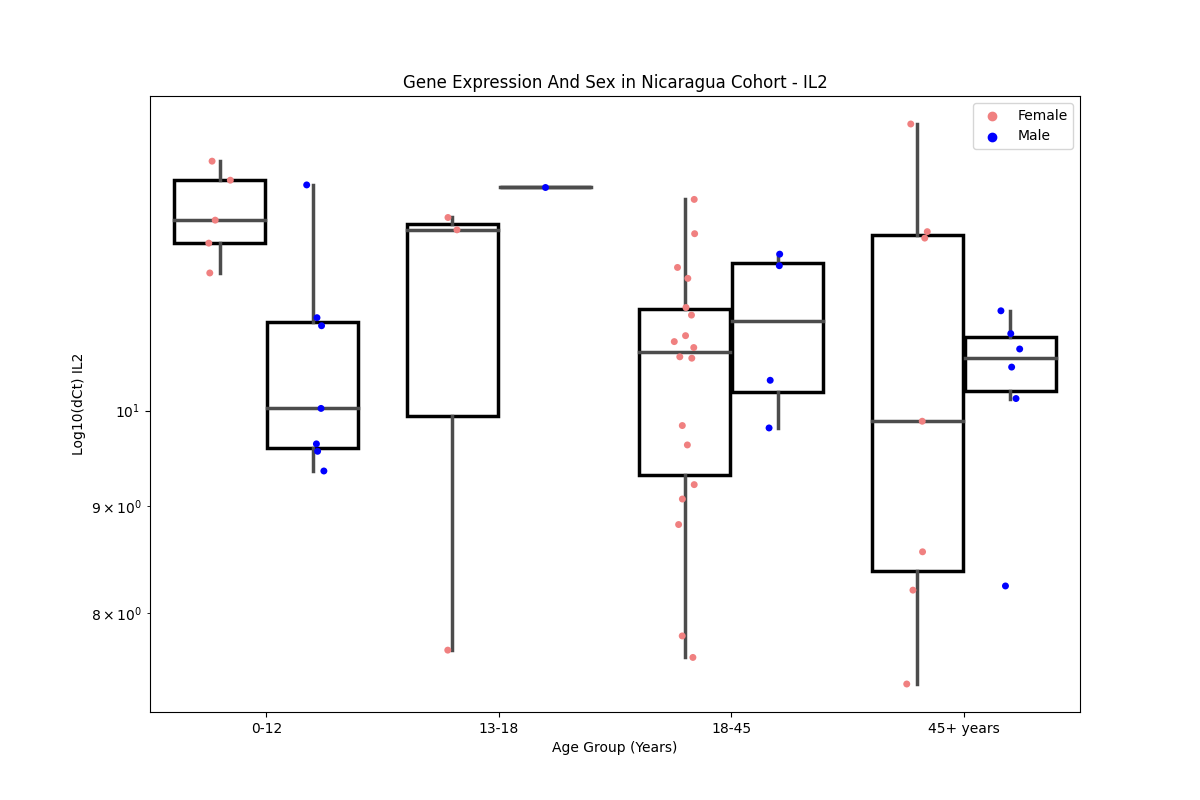 Gene Expression And Sex in Nicaragua Cohort - IL2
Female
Male
Log10(dCt) IL2
10¹
9 × 10⁰
8 × 10⁰
0-12
13-18
18-45
45+ years
Age Group (Years)